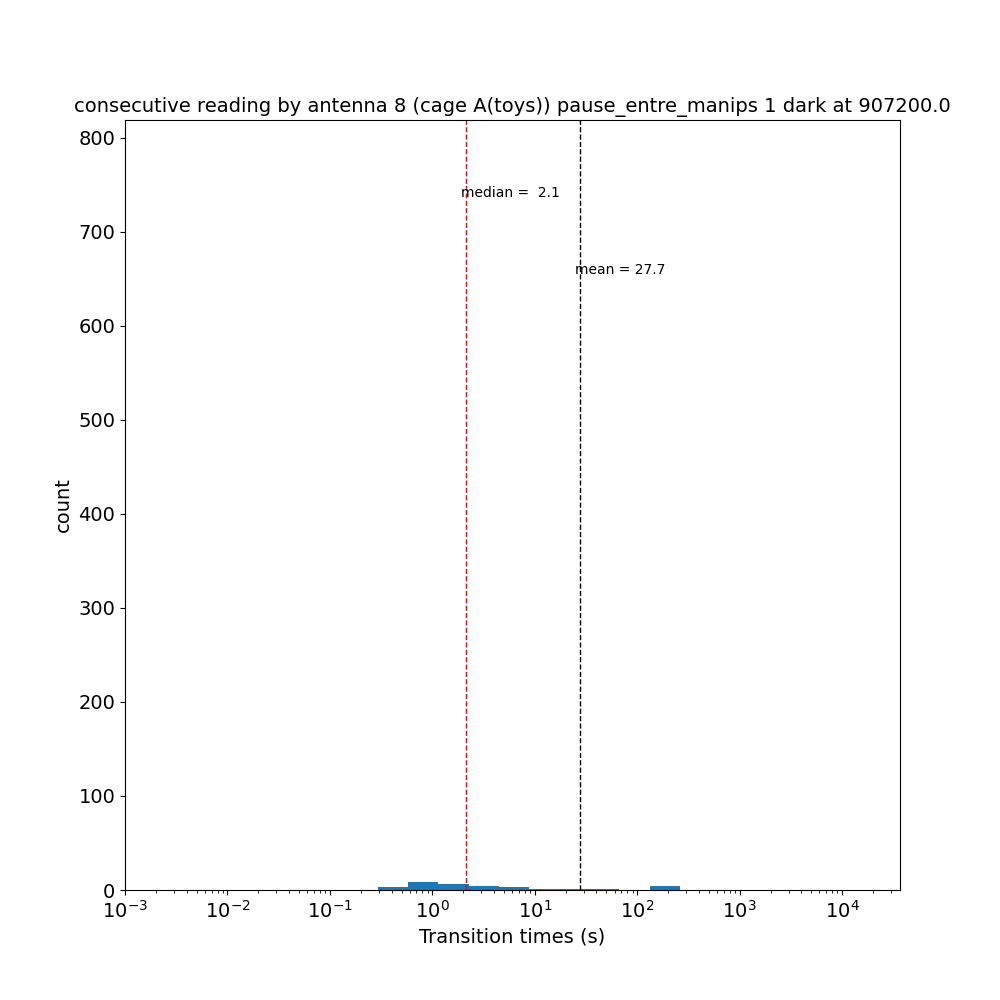 consecutive reading by antenna 8 (cage A(toys)) pause_entre_manips 1 dark at 907200.0
800
median =  2.1
700
mean = 27.7
600
500
400
count
300
200
100
0
10⁻³ 10⁻² 10⁻¹ 10⁰ 10¹ 10² 10³ 10⁴
Transition times (s)